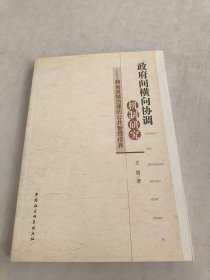 政府间横向协调
机制研究
——跨省流域治理的公共管理视界
王勇著
中国社会科学出版社